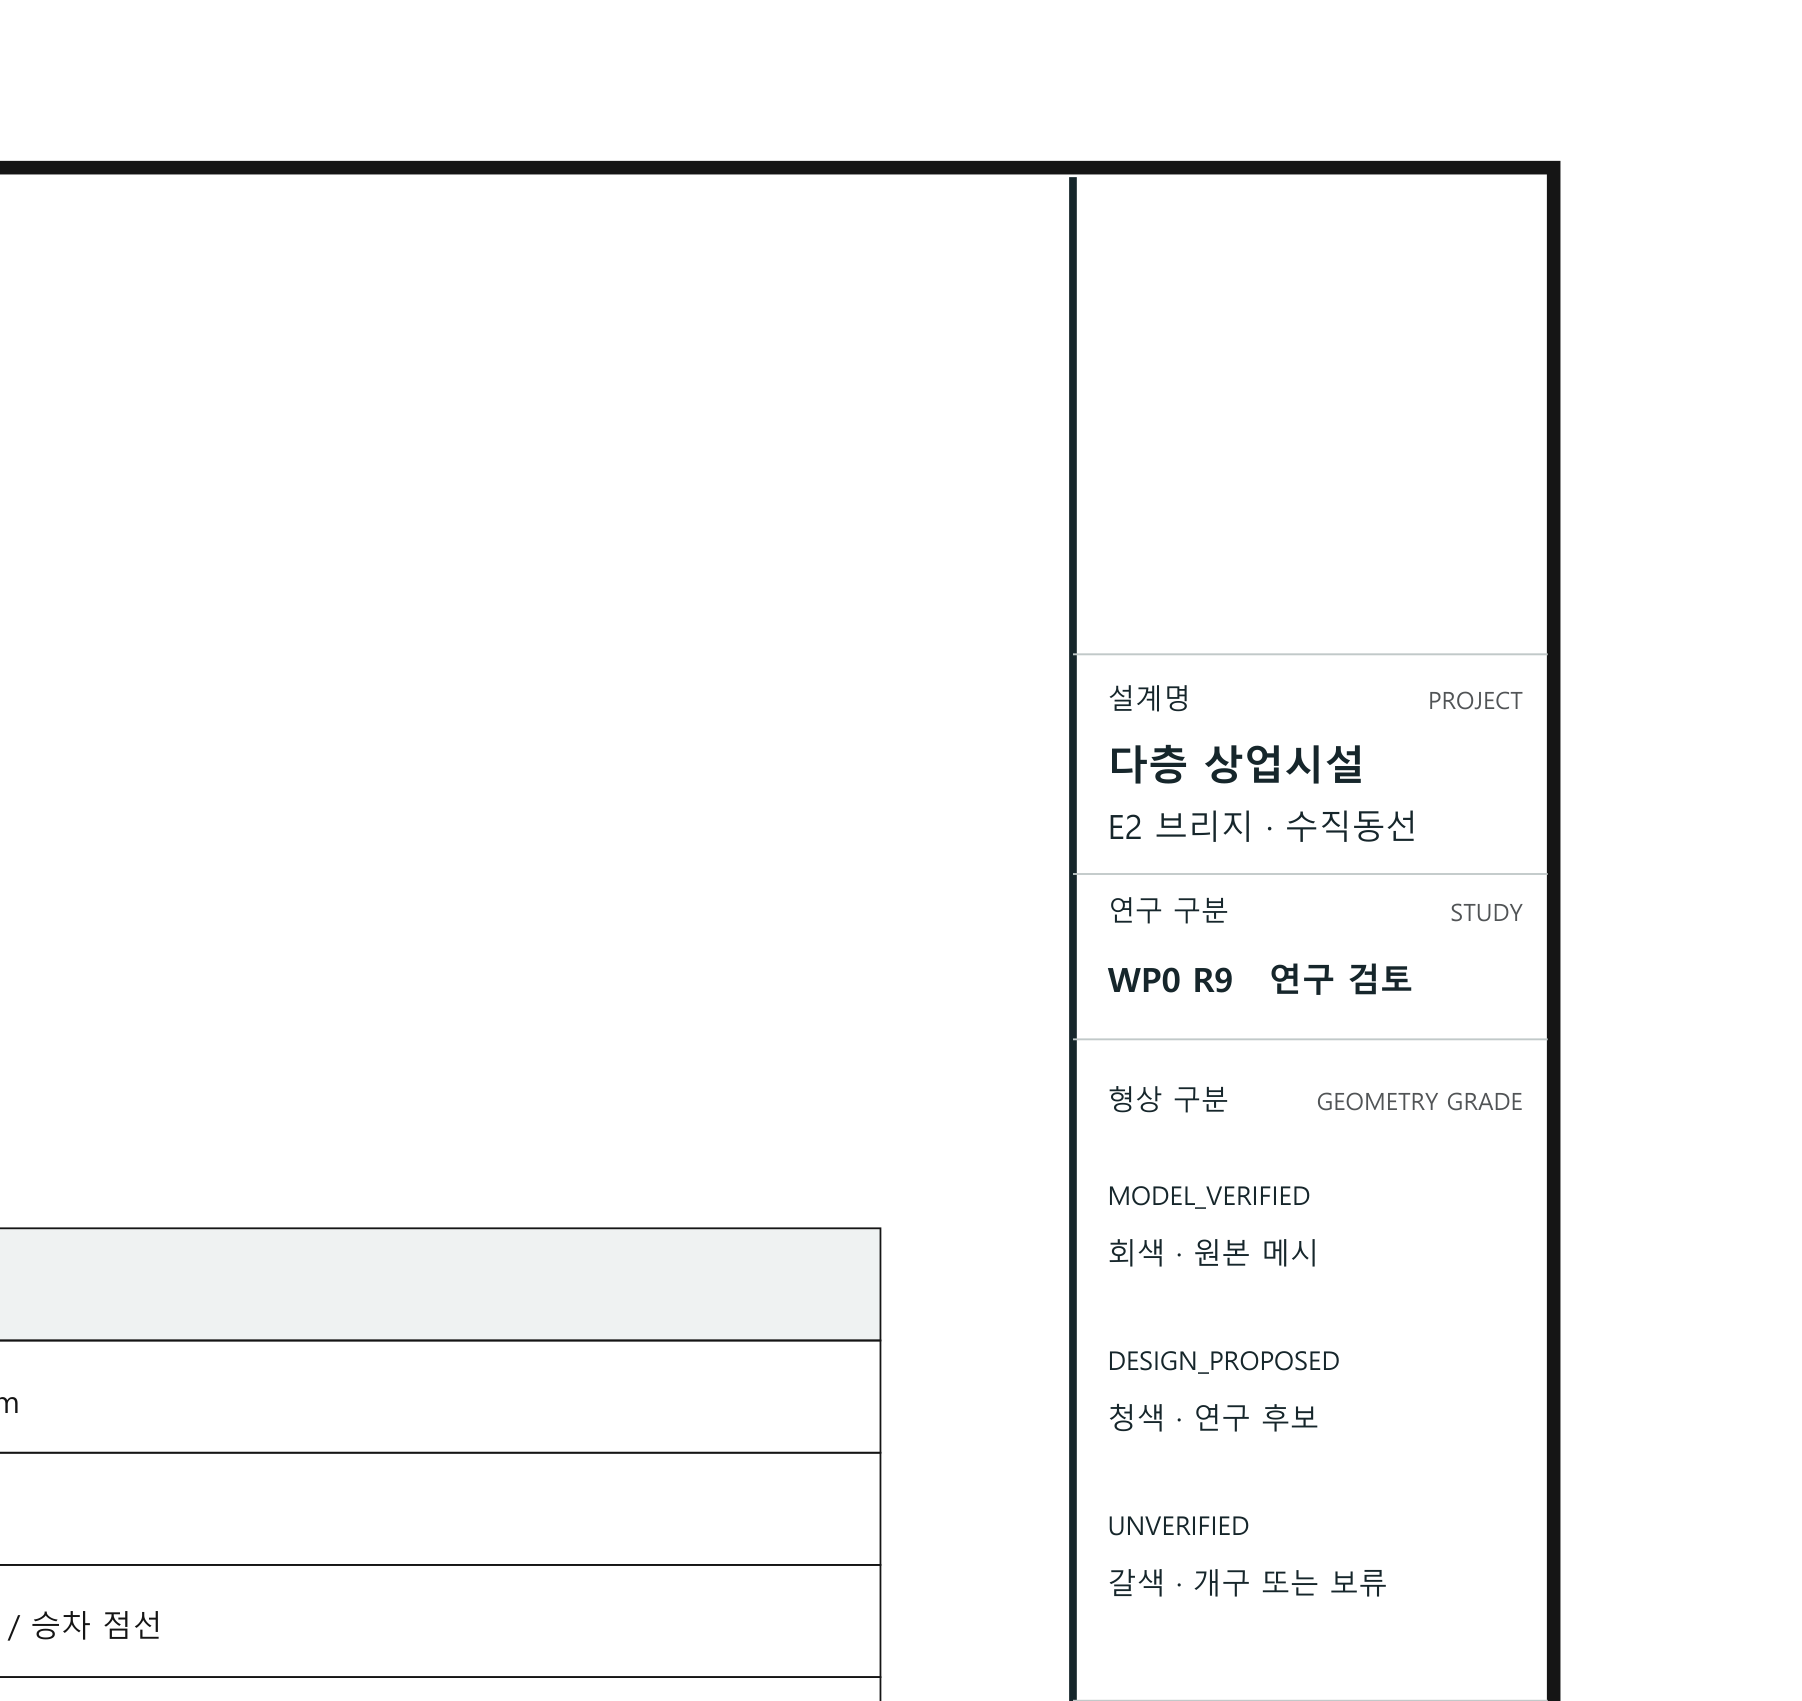 설계명 PROJECT
다층 상업시설
E2 브리지 · 수직동선
연구 구분 STUDY
WP0 R9 연구 검토
형상 구분 GEOMETRY GRADE
MODEL_VERIFIED
회색 · 원본 메시
DESIGN_PROPOSED
청색 · 연구 후보
UNVERIFIED
갈색 · 개구 또는 보류
m
/ 승차 점선